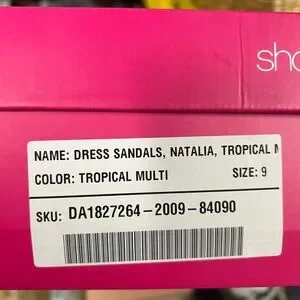 sho
NAME: DRESS SANDALS, NATALIA, TROPICAL M
COLOR: TROPICAL MULTI SIZE: 9
SKU: DA1827264-2009-84090